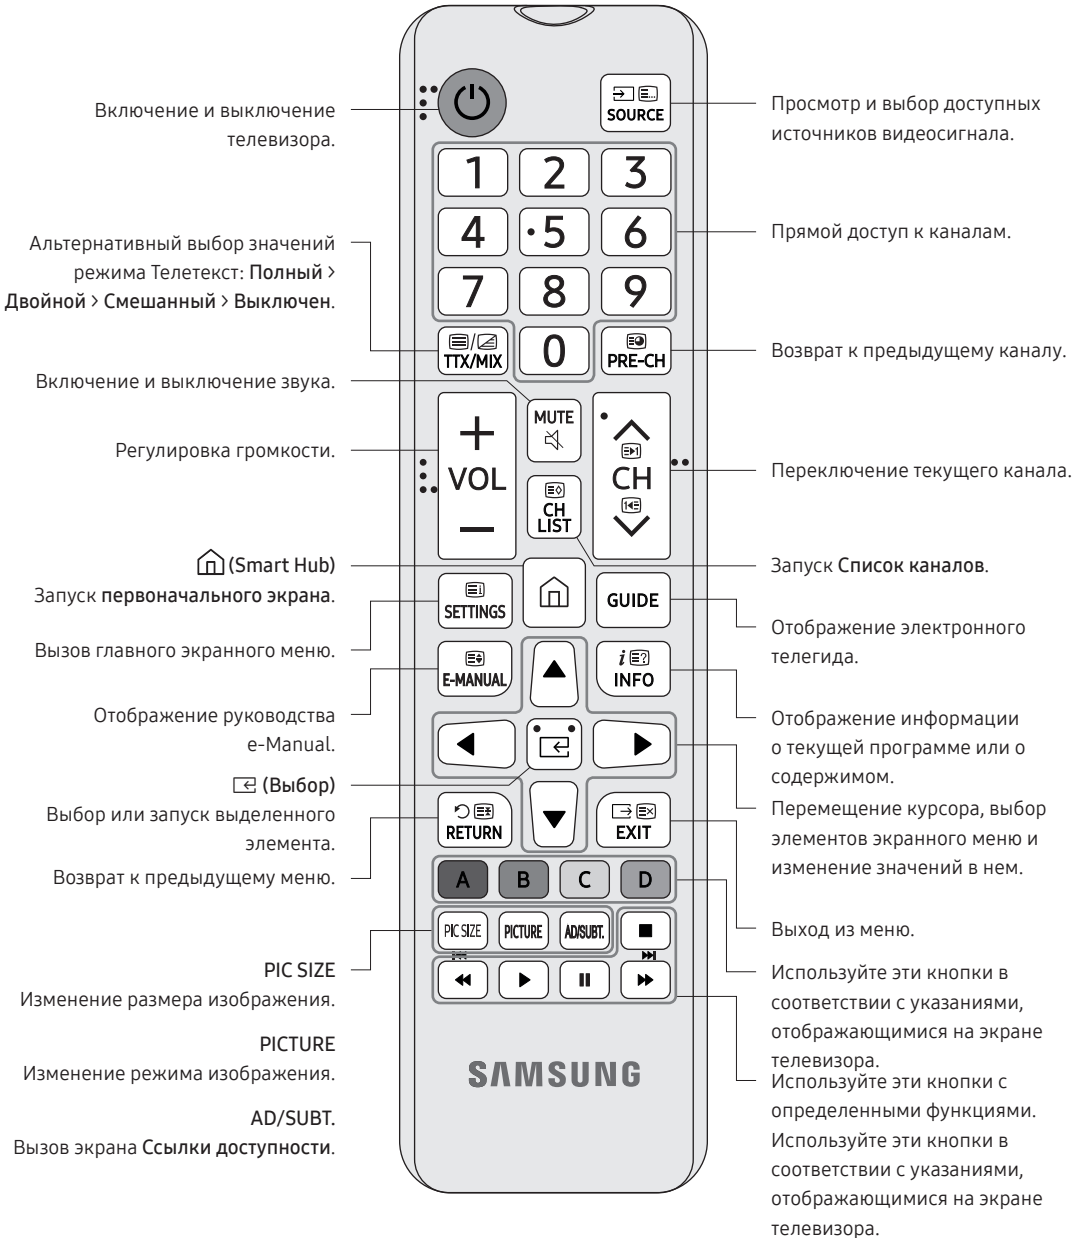 Включение и выключение
телевизора.
Альтернативный выбор значений
режима Телетекст: Полный >
Двойной > Смешанный > Выключен.
Включение и выключение звука.
Регулировка громкости.
(Smart Hub)
Запуск первоначального экрана.
Вызов главного экранного меню.
Отображение руководства
e-Manual.
(Выбор)
Выбор или запуск выделенного
элемента.
Возврат к предыдущему меню.
PIC SIZE
Изменение размера изображения.
PICTURE
Изменение режима изображения.
AD/SUBT.
Вызов экрана Ссылки доступности.
SOURCE
1 2 3
4 5 6
7 8 9
TTX/MIX 0 PRE-CH
MUTE
VOL
CH
CH
LIST
SETTINGS
GUIDE
E-MANUAL
INFO
RETURN
EXIT
A B C D
PIC SIZE PICTURE AD/SUBT.
SAMSUNG
Просмотр и выбор доступных
источников видеосигнала.
Прямой доступ к каналам.
Возврат к предыдущему каналу.
Переключение текущего канала.
Запуск Список каналов.
Отображение электронного
телегида.
Отображение информации
о текущей программе или о
содержимом.
Перемещение курсора, выбор
элементов экранного меню и
изменение значений в нем.
Выход из меню.
Используйте эти кнопки в
соответствии с указаниями,
отображающимися на экране
телевизора.
Используйте эти кнопки с
определенными функциями.
Используйте эти кнопки в
соответствии с указаниями,
отображающимися на экране
телевизора.